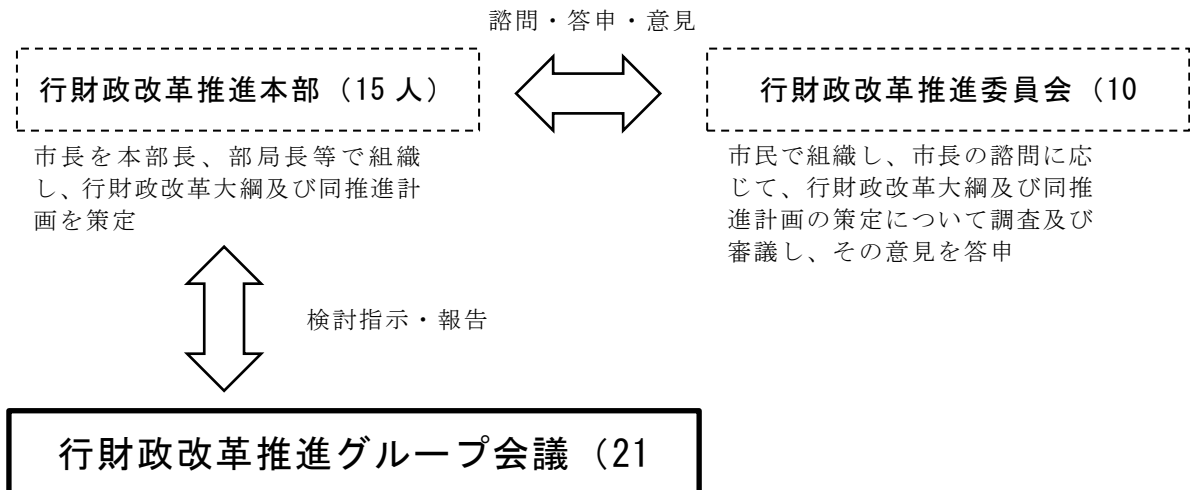 諮問・答申・意見
行財政改革推進本部（15人）
行財政改革推進委員会（10
市長を本部長、部局長等で組織
し、行財政改革大綱及び同推進計
画を策定
市民で組織し、市長の諮問に応
じて、行財政改革大綱及び同推
進計画の策定について調査及び
審議し、その意見を答申
検討指示・報告
行財政改革推進グループ会議（21